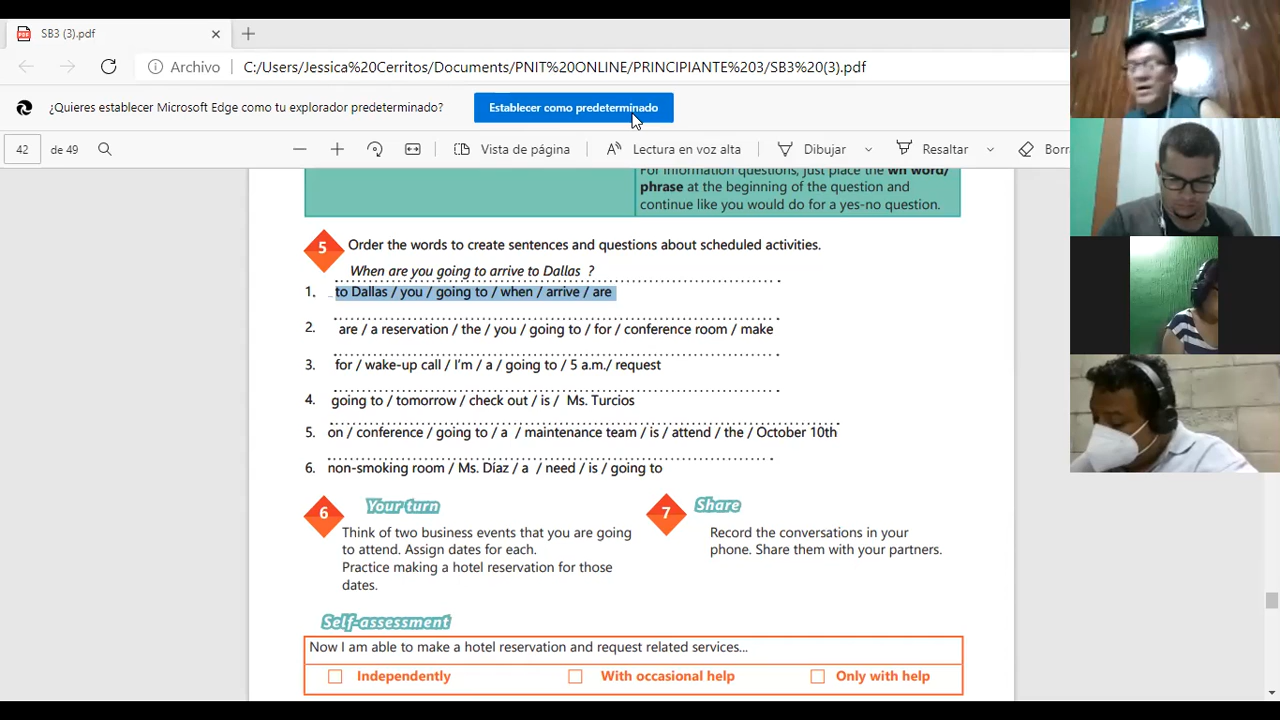 SB3 (3).pdf
Archivo C:/Users/Jessica%20Cerritos/Documents/PNIT%20ONLINE/PRINCIPIANTE%203/SB3%20(3).pdf
¿Quieres establecer Microsoft Edge como tu explorador predeterminado? Establecer como predeterminado
42 de 49 Vista de página Lectura en voz alta Dibujar Resaltar Borra
For information questions, just place the wh word/
phrase at the beginning of the question and
continue like you would do for a yes-no question.
5 Order the words to create sentences and questions about scheduled activities.
When are you going to arrive to Dallas ?
1. to Dallas / you / going to / when / arrive / are
2. are / a reservation / the / you / going to / for / conference room / make
3. for / wake-up call / I'm / a / going to / 5 a.m./ request
4. going to / tomorrow / check out / is / Ms. Turcios
5. on / conference / going to / a / maintenance team / is / attend / the / October 10th
6. non-smoking room / Ms. Díaz / a / need / is / going to
6 Your turn
Think of two business events that you are going
to attend. Assign dates for each.
Practice making a hotel reservation for those
dates.
7 Share
Record the conversations in your
phone. Share them with your partners.
Self-assessment
Now I am able to make a hotel reservation and request related services...
Independently With occasional help Only with help